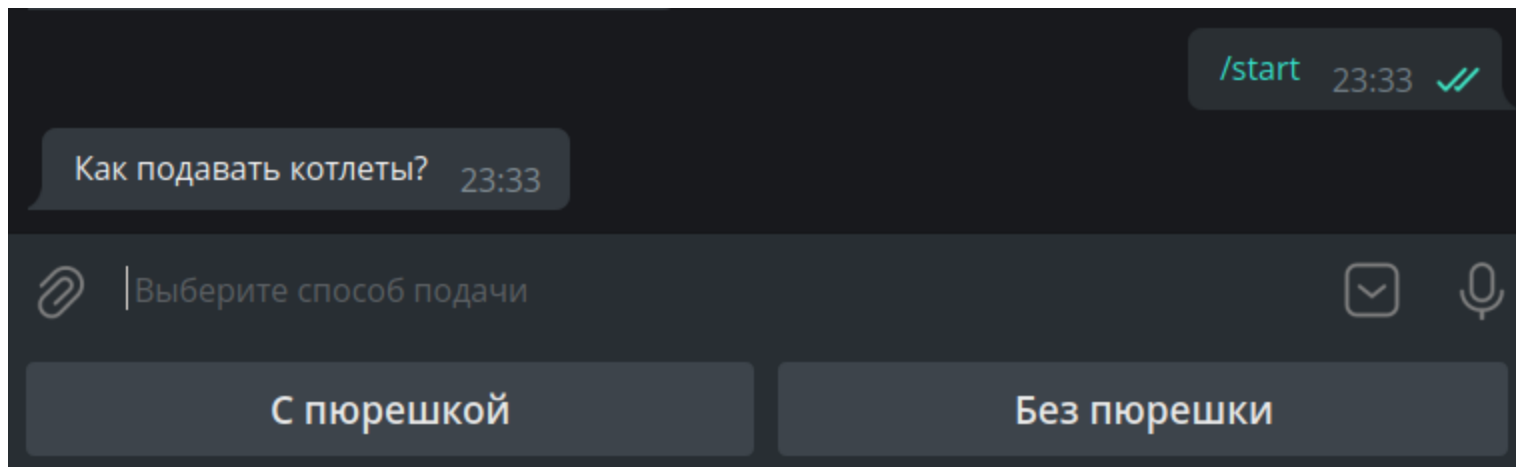 /start 23:33
Как подавать котлеты? 23:33
Выберите способ подачи
С пюрешкой
Без пюрешки